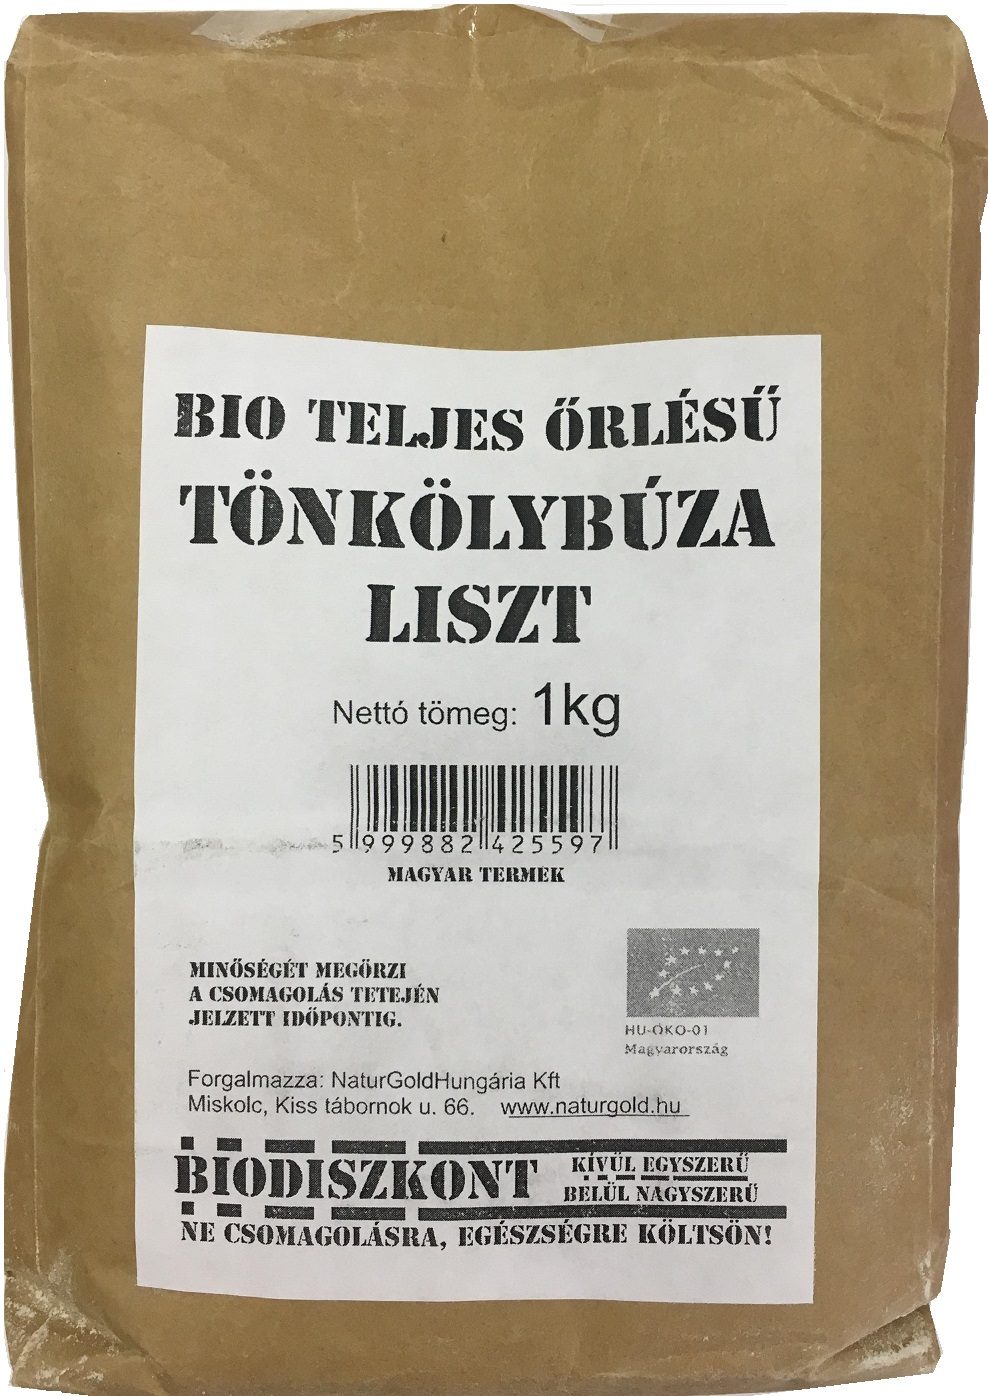 BIO TELJES ŐRLÉSŰ
TÖNKÖLYBÚZA
LISZT
Nettó tömeg: 1kg
5 999882 425597
MAGYAR TERMEK
MINŐSÉGÉT MEGŐRZI
A CSOMAGOLÁS TETEJÉN
JELZETT IDŐPONTIG.
HU-ÖKO-01
Magyarország
Forgalmazza: NaturGoldHungária Kft
Miskolc, Kiss tábornok u. 66. www.naturgold.hu
BIODISZKONT
KÍVÜL EGYSZERŰ
BELÜL NAGYSZERŰ
NE CSOMAGOLÁSRA, EGÉSZSÉGRE KÖLTSÖN!